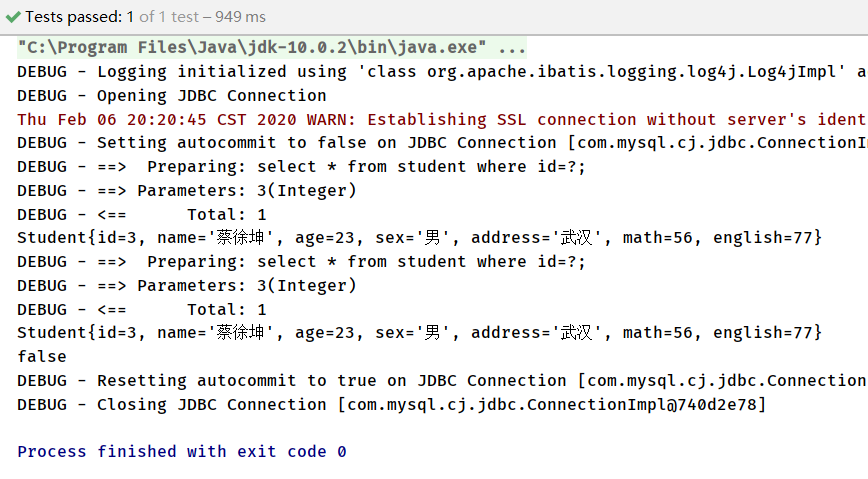 Tests passed: 1 of 1 test – 949 ms
"C:\Program Files\Java\jdk-10.0.2\bin\java.exe" ...
DEBUG - Logging initialized using 'class org.apache.ibatis.logging.log4j.Log4jImpl' a
DEBUG - Opening JDBC Connection
Thu Feb 06 20:20:45 CST 2020 WARN: Establishing SSL connection without server's ident
DEBUG - Setting autocommit to false on JDBC Connection [com.mysql.cj.jdbc.ConnectionIm
DEBUG - ==>  Preparing: select * from student where id=?;
DEBUG - ==> Parameters: 3(Integer)
DEBUG - <==      Total: 1
Student{id=3, name='蔡徐坤', age=23, sex='男', address='武汉', math=56, english=77}
DEBUG - ==>  Preparing: select * from student where id=?;
DEBUG - ==> Parameters: 3(Integer)
DEBUG - <==      Total: 1
Student{id=3, name='蔡徐坤', age=23, sex='男', address='武汉', math=56, english=77}
false
DEBUG - Resetting autocommit to true on JDBC Connection [com.mysql.cj.jdbc.Connection
DEBUG - Closing JDBC Connection [com.mysql.cj.jdbc.ConnectionImpl@740d2e78]
Process finished with exit code 0